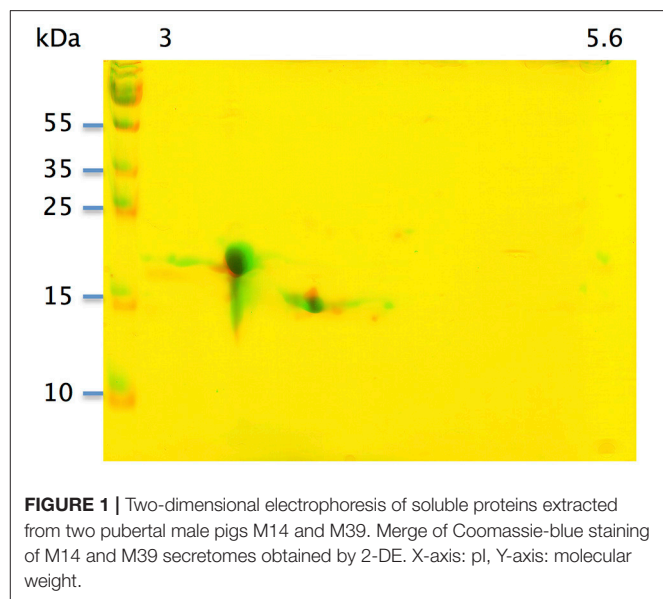 kDa 3 5.6
55
35
25
15
10
FIGURE 1 | Two-dimensional electrophoresis of soluble proteins extracted
from two pubertal male pigs M14 and M39. Merge of Coomassie-blue staining
of M14 and M39 secretomes obtained by 2-DE. X-axis: pI, Y-axis: molecular
weight.